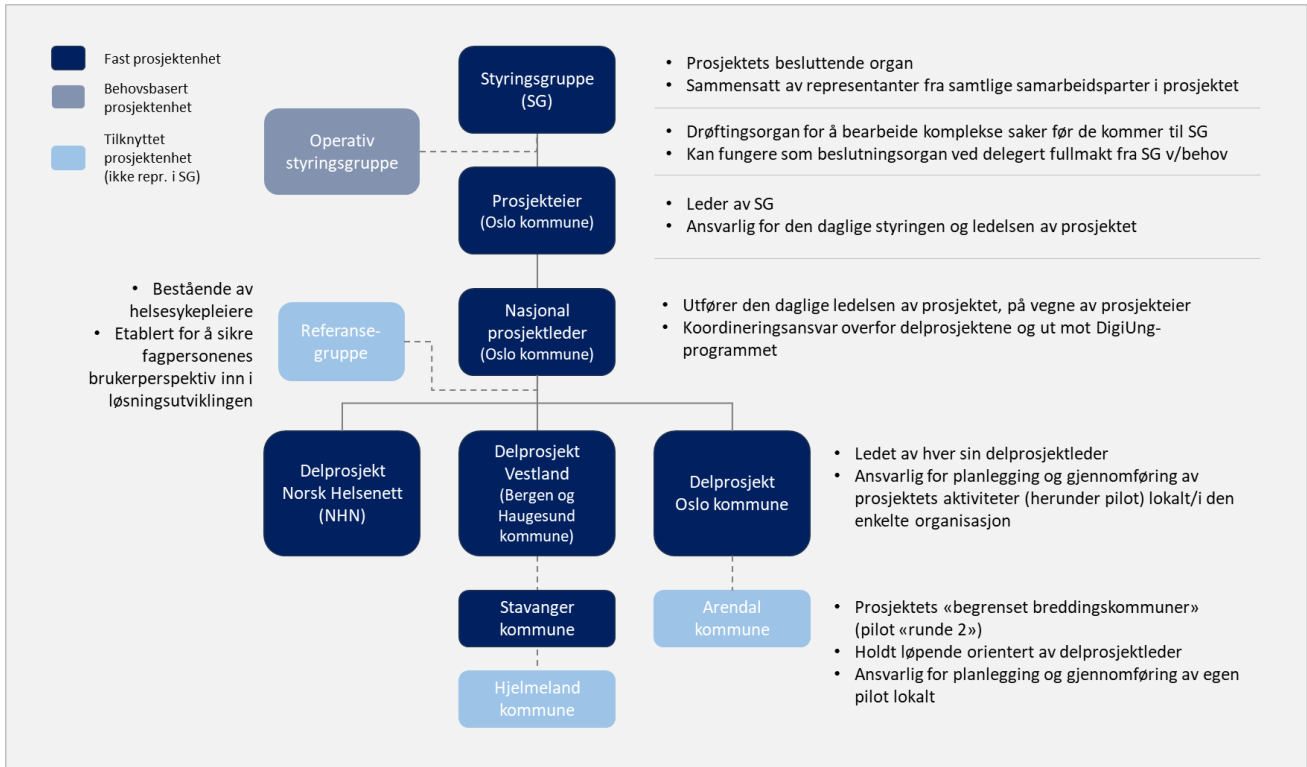 Fast prosjektenhet
Behovsbasert
prosjektenhet
Tilknyttet
prosjektenhet
(ikke repr. i SG)
Styringsgruppe
(SG)
• Prosjektets besluttende organ
• Sammensatt av representanter fra samtlige samarbeidsparter i prosjektet
Operativ
styringsgruppe
• Drøftingsorgan for å bearbeide komplekse saker før de kommer til SG
• Kan fungere som beslutningsorgan ved delegert fullmakt fra SG v/behov
Prosjekteier
(Oslo kommune)
• Leder av SG
• Ansvarlig for den daglige styringen og ledelsen av prosjektet
• Bestående av
helsesykepleiere
• Etablert for å sikre
fagpersonenes
brukerperspektiv inn i
løsningsutviklingen
Referanse-
gruppe
Nasjonal
prosjektleder
(Oslo kommune)
• Utfører den daglige ledelsen av prosjektet, på vegne av prosjekteier
• Koordineringsansvar overfor delprosjektene og ut mot DigiUng-
programmet
Delprosjekt
Norsk Helsenett
(NHN)
Delprosjekt
Vestland
(Bergen og
Haugesund
kommune)
Delprosjekt
Oslo kommune
• Ledet av hver sin delprosjektleder
• Ansvarlig for planlegging og gjennomføring av
prosjektets aktiviteter (herunder pilot) lokalt/i den
enkelte organisasjon
Stavanger
kommune
Arendal
kommune
Hjelmeland
kommune
• Prosjektets «begrenset breddingskommuner»
(pilot «runde 2»)
• Holdt løpende orientert av delprosjektleder
• Ansvarlig for planlegging og gjennomføring av egen
pilot lokalt